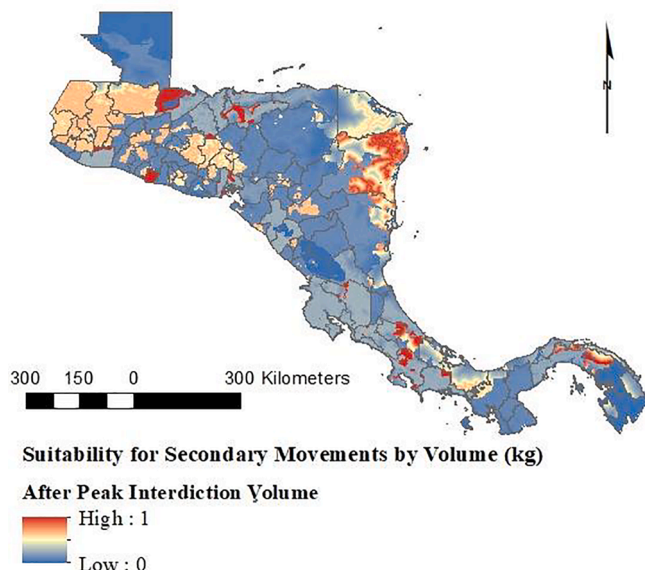 N
300 150 0 300 Kilometers
Suitability for Secondary Movements by Volume (kg)
After Peak Interdiction Volume
High : 1
Low : 0